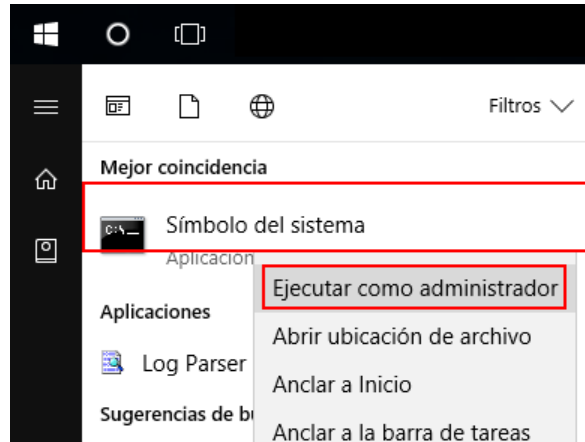 Filtros
Mejor coincidencia
C:\
Símbolo del sistema
Aplicación
Ejecutar como administrador
Aplicaciones
Abrir ubicación de archivo
Log Parser
Anclar a Inicio
Sugerencias de
Anclar a la barra de tareas